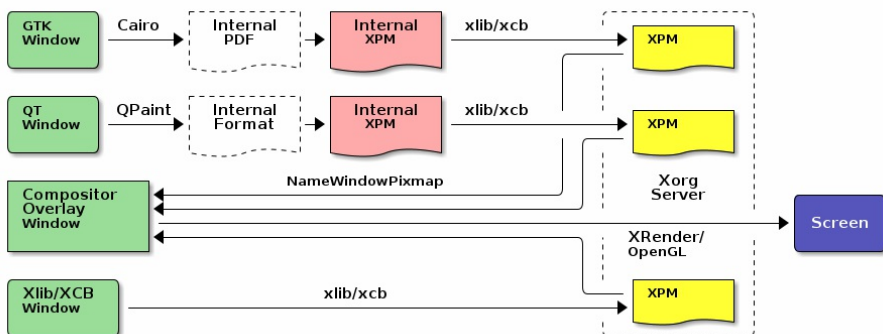 GTK
Window
Cairo
Internal
PDF
Internal
XPM
xlib/xcb
XPM
QT
Window
QPaint
Internal
Format
Internal
XPM
xlib/xcb
XPM
NameWindowPixmap
Compositor
Overlay
Window
Xorg
Server
Screen
XRender/
OpenGL
Xlib/XCB
Window
xlib/xcb
XPM